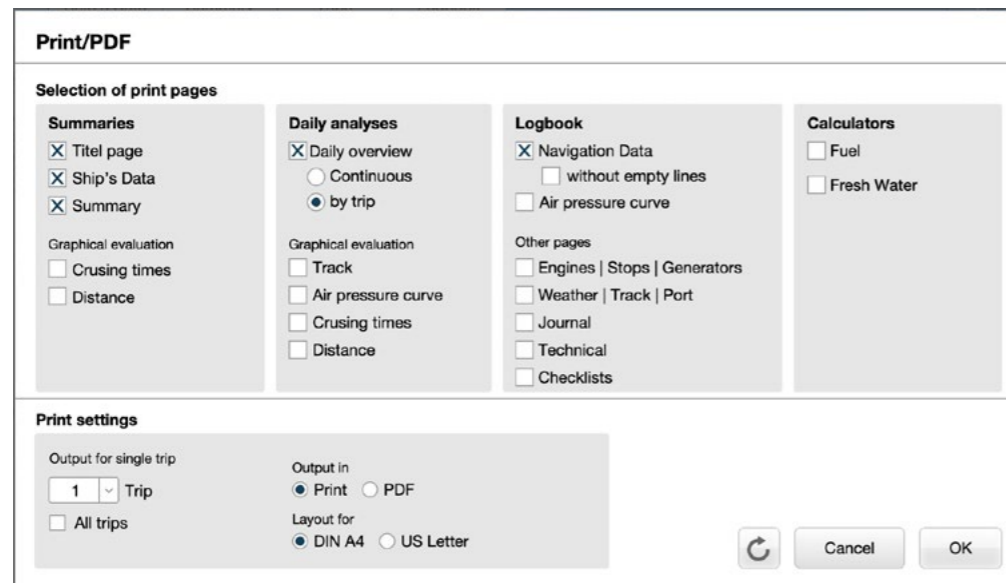 Print/PDF
Selection of print pages
Summaries
Titel page
Ship's Data
Summary
Graphical evaluation
Crusing times
Distance
Daily analyses
Daily overview
Continuous
by trip
Graphical evaluation
Track
Air pressure curve
Crusing times
Distance
Logbook
Navigation Data
without empty lines
Air pressure curve
Other pages
Engines | Stops | Generators
Weather | Track | Port
Journal
Technical
Checklists
Calculators
Fuel
Fresh Water
Print settings
Output for single trip
1 Trip
All trips
Output in
Print PDF
Layout for
DIN A4 US Letter
Cancel OK